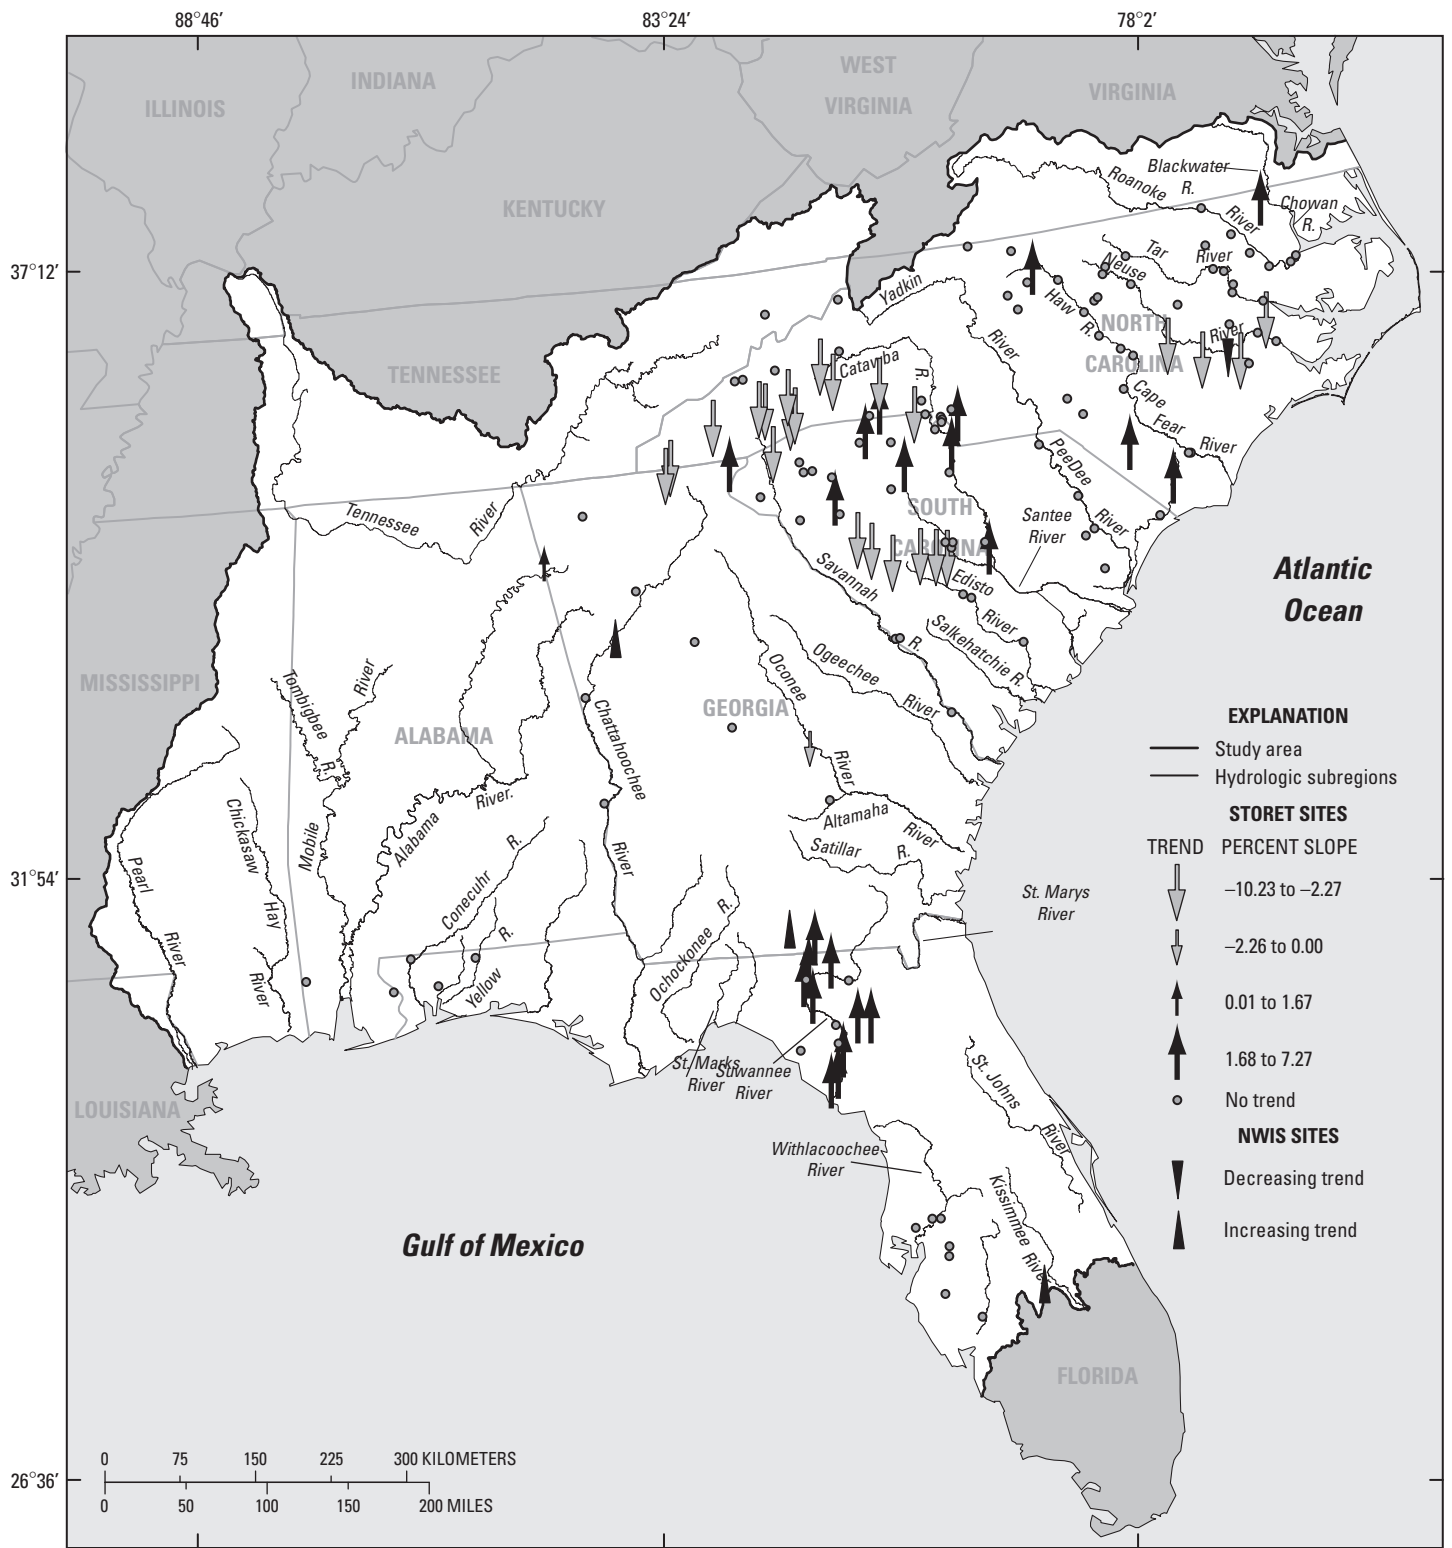 88°46′
83°24′
78°2′
WEST
VIRGINIA
VIRGINIA
INDIANA
ILLINOIS
KENTUCKY
Blackwater
R.
Roanoke
River
Chowan
R.
37°12′
Tar
River
Neuse
River
Yadkin
River
Haw
R.
NORTH
CAROLINA
TENNESSEE
Catawba
R.
Cape
Fear
River
PeeDee
River
SOUTH
CAROLINA
Santee
River
Tennessee
River
Savannah
R.
Edisto
River
Salkehatchie R.
Atlantic
Ocean
Ogeechee
River
Oconee
River
MISSISSIPPI
Tombigbee
R.
River
Mobile
ALABAMA
GEORGIA
Chattahoochee
River
Alabama
River.
Chickasaw
Hay
River
Pearl
River
Altamaha
River
Satillar
R.
Conecuhr
R.
31°54′
St. Marys
River
R.
Yellow
Ochockonee
R.
St. Marks
River
Suwannee
River
St. Johns
River
LOUISIANA
Withlacoochee
River
Kissimmee
River
Gulf of Mexico
FLORIDA
EXPLANATION
Study area
Hydrologic subregions
STORET SITES
TREND PERCENT SLOPE
–10.23 to –2.27
–2.26 to 0.00
0.01 to 1.67
1.68 to 7.27
No trend
NWIS SITES
Decreasing trend
Increasing trend
0 75 150 225 300 KILOMETERS
0 50 100 150 200 MILES
26°36′